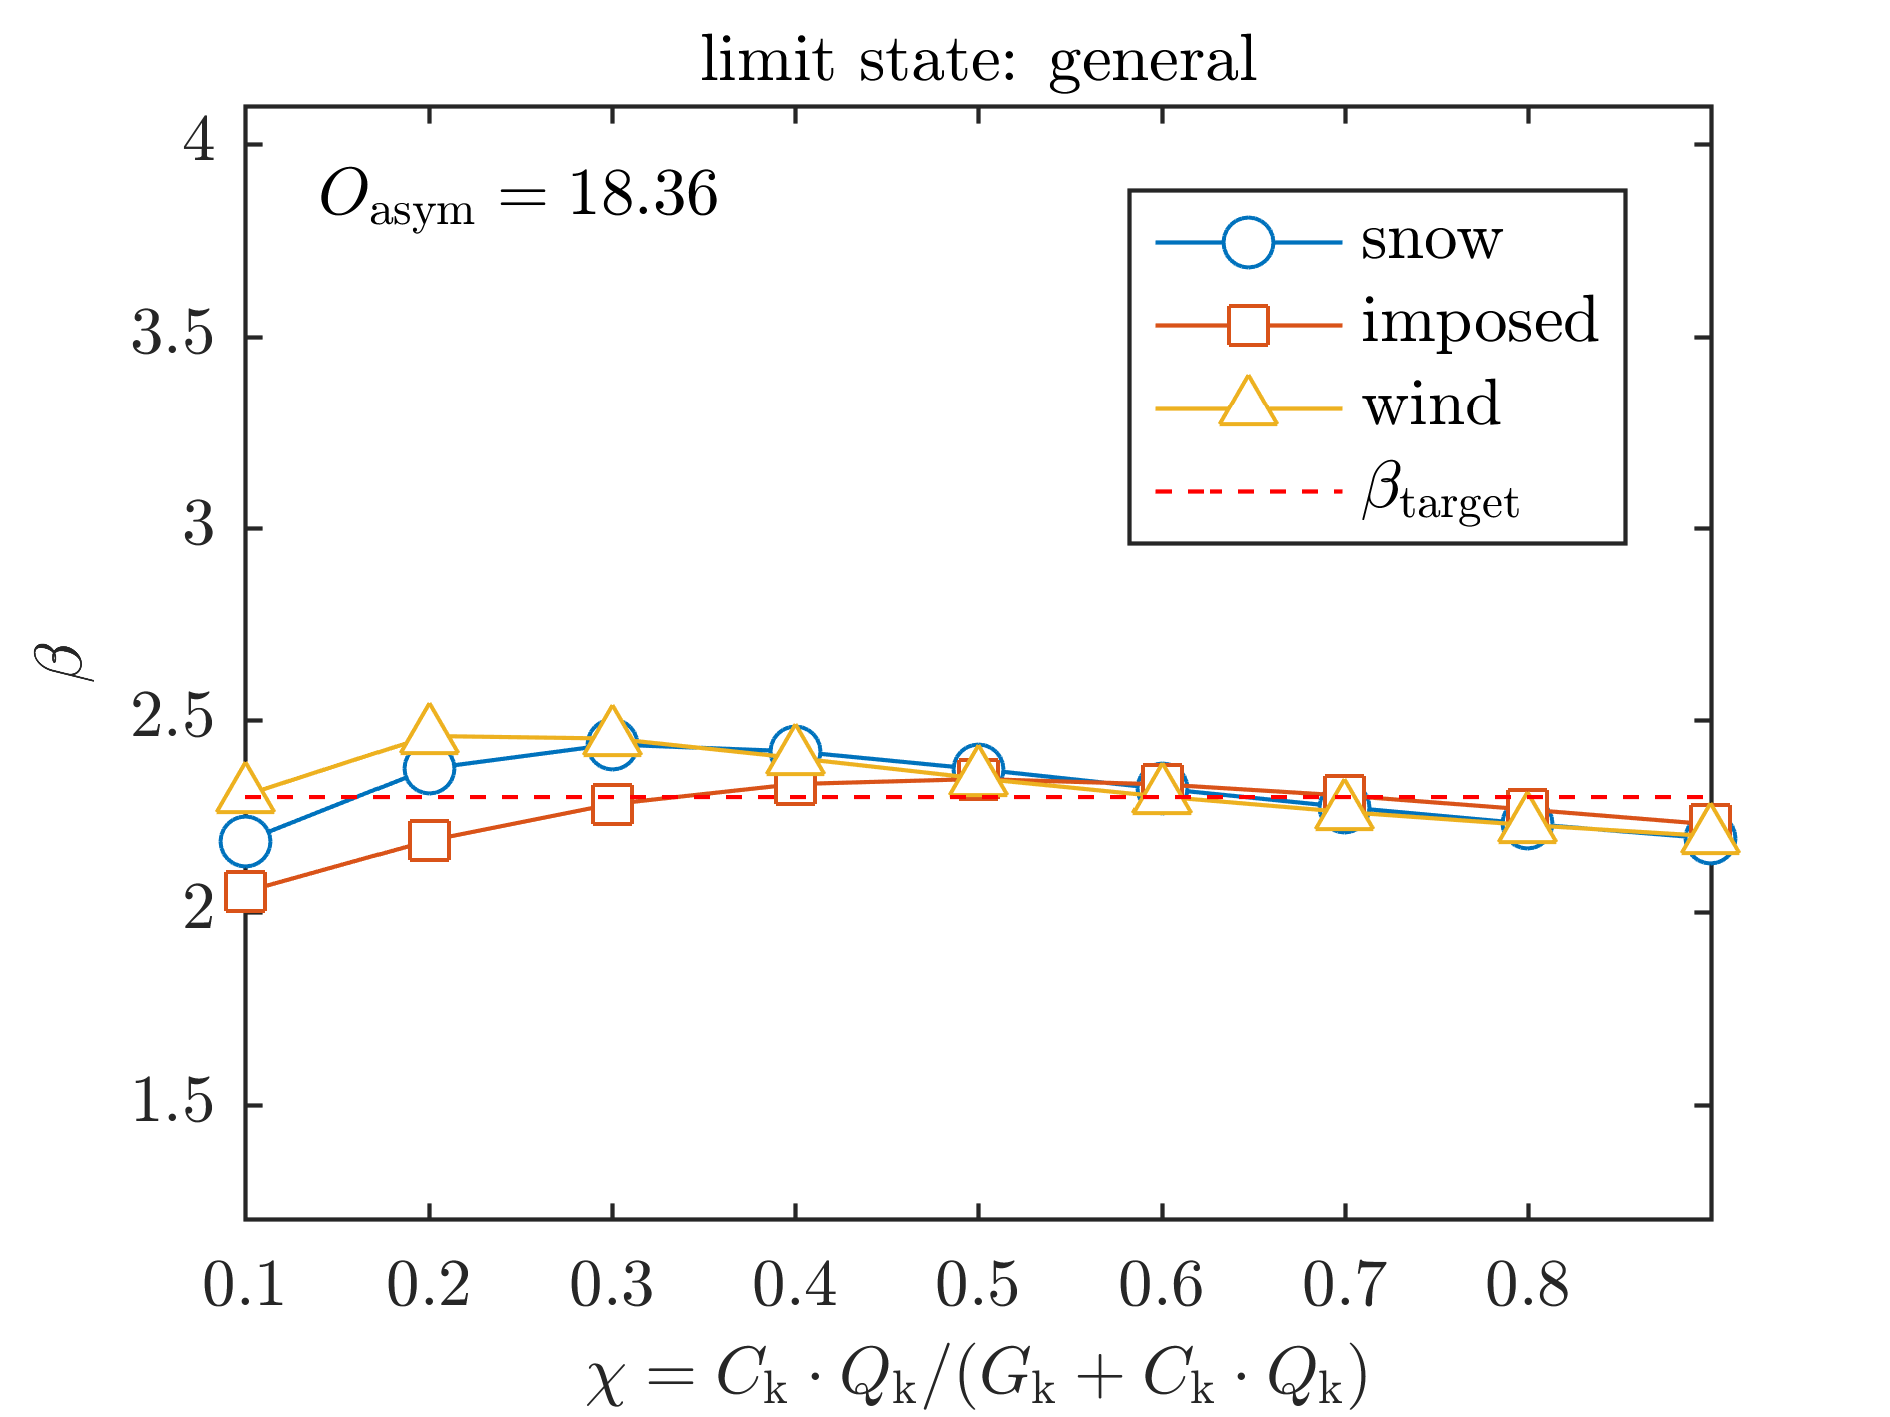 limit state: general
O_asym = 18.36
snow
imposed
wind
β_target
4
3.5
3
2.5
2
1.5
β
0.1 0.2 0.3 0.4 0.5 0.6 0.7 0.8
χ = C_k · Q_k/(G_k + C_k · Q_k)